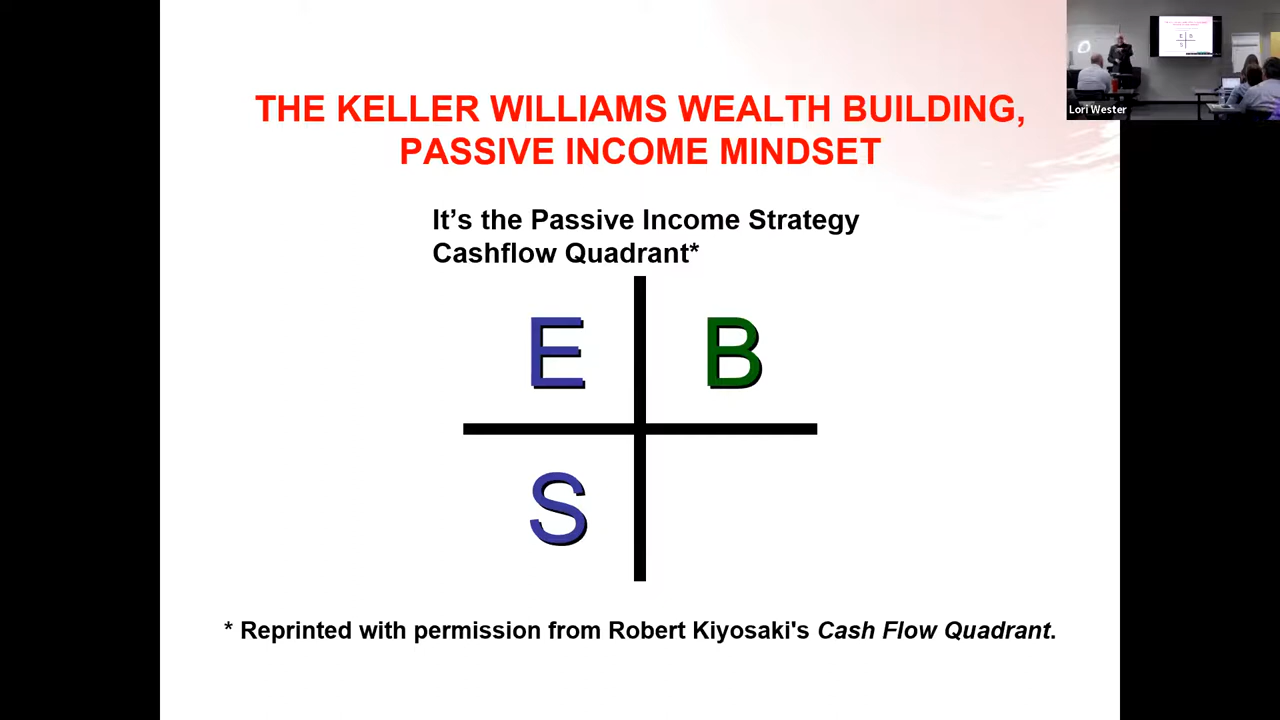 THE KELLER WILLIAMS WEALTH BUILDING,
PASSIVE INCOME MINDSET
Lori Wester
It’s the Passive Income Strategy
Cashflow Quadrant*
E B
S
* Reprinted with permission from Robert Kiyosaki's Cash Flow Quadrant.